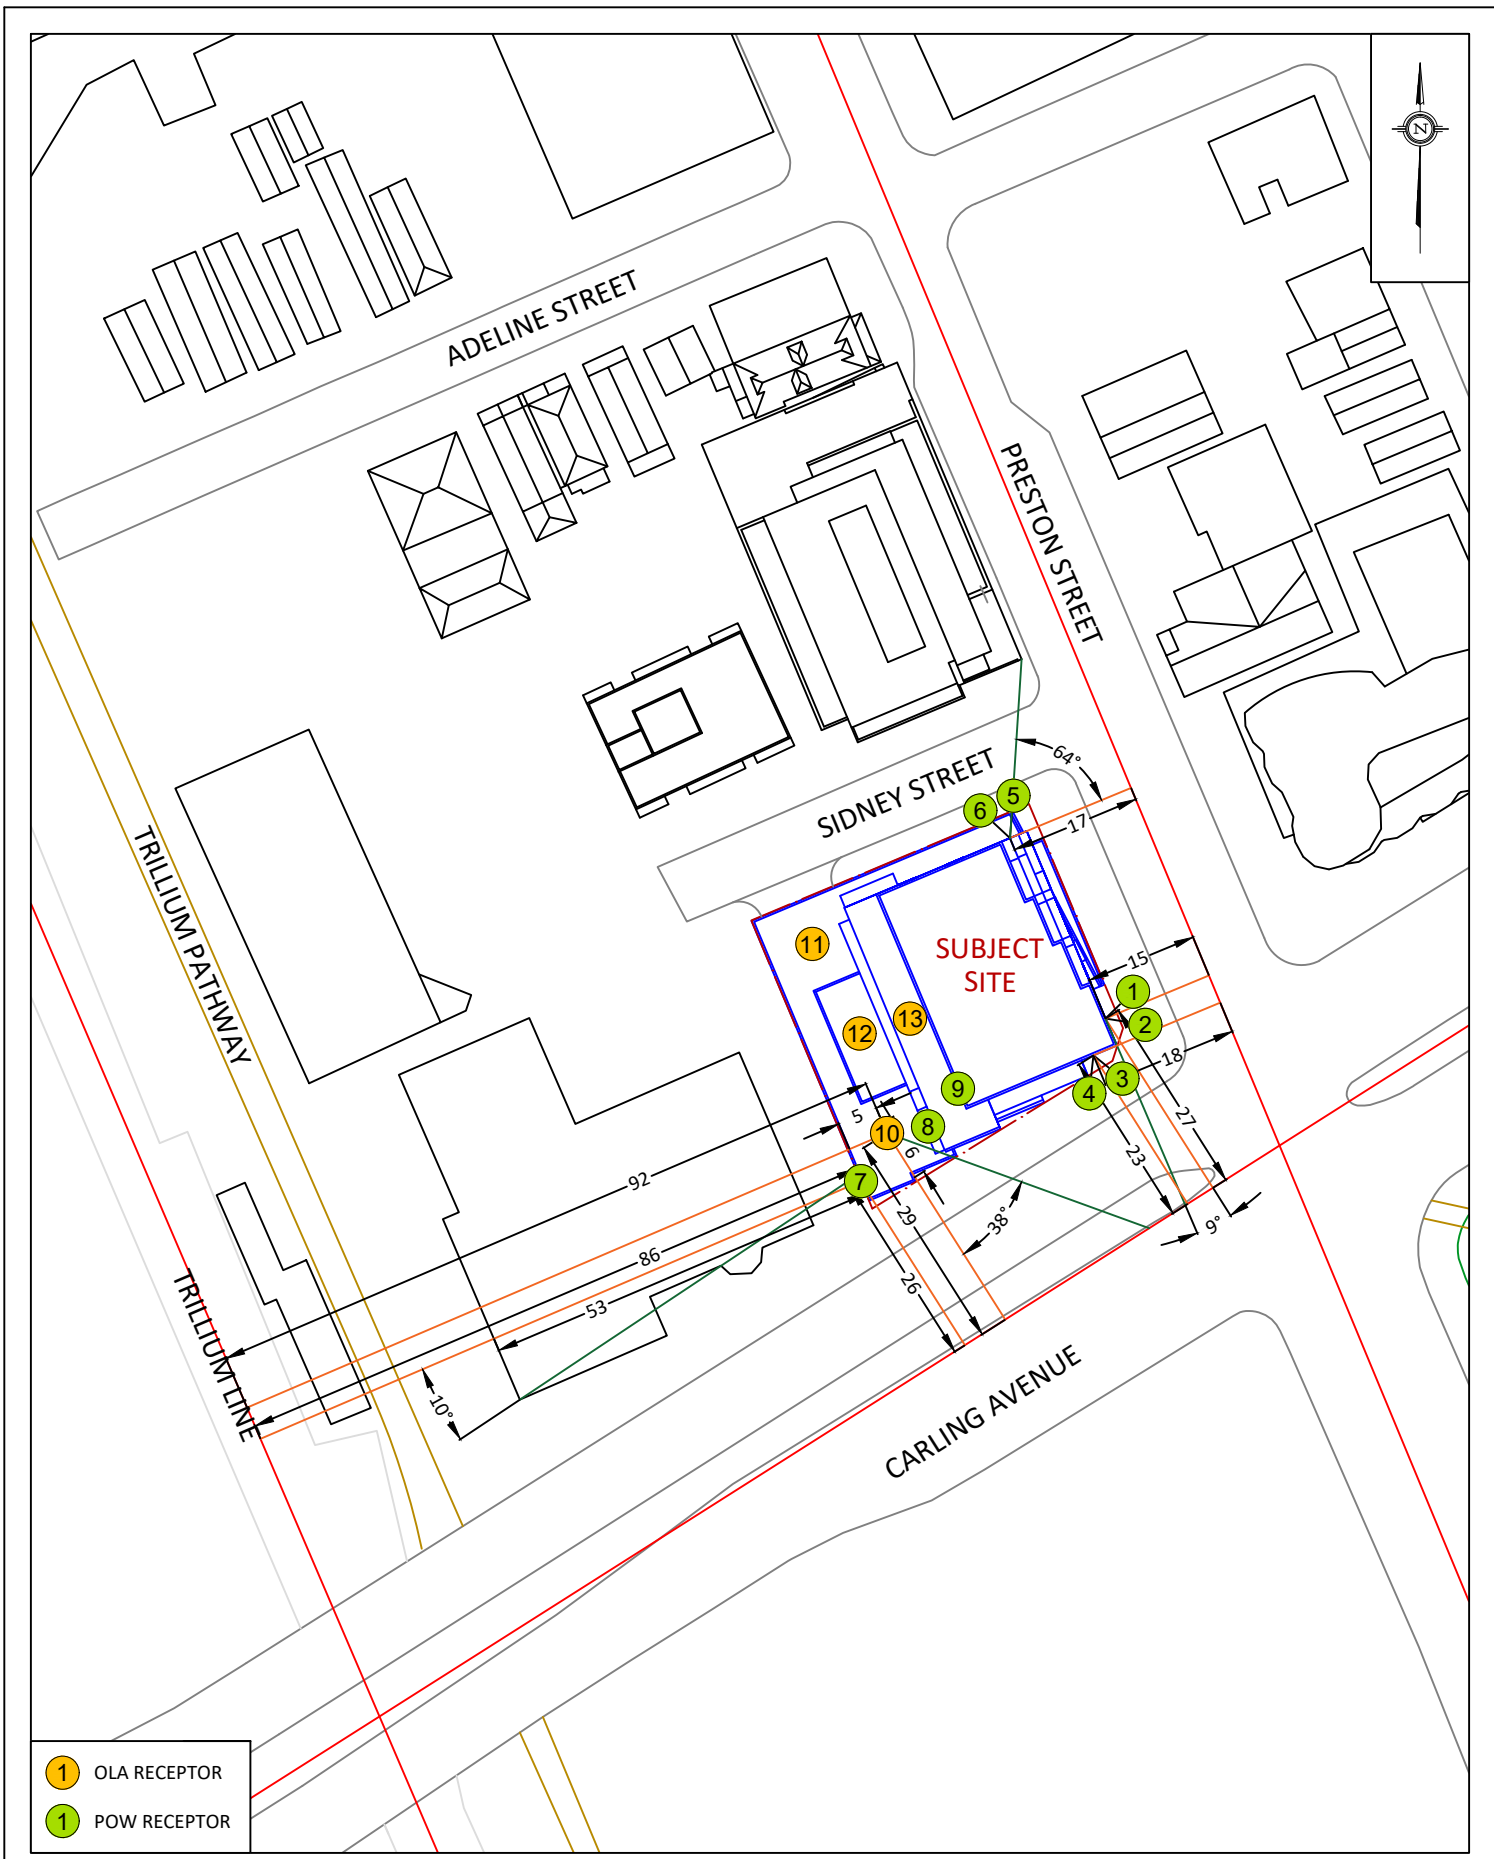 N
ADELINE STREET
PRESTON STREET
64°
SIDNEY STREET
5
6
17
TRILLIUM PATHWAY
11
SUBJECT
SITE
15
1
13
2
12
18
3
9
4
5
27
8
10
23
6
92
7
29
38°
9°
86
26
53
TRILLIUM LINE
10°
CARLING AVENUE
1 OLA RECEPTOR
1 POW RECEPTOR